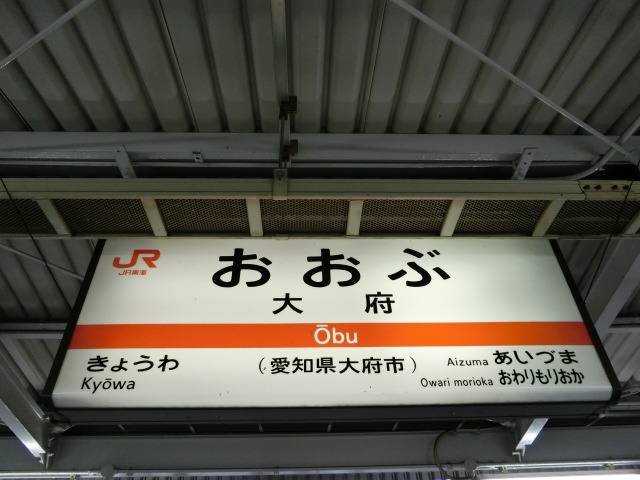 JR
JR東海
おおぶ
大府
Ōbu
きょうわ
Kyōwa
(愛知県大府市)
Aizuma あいづま
Owari morioka おわりもりおか